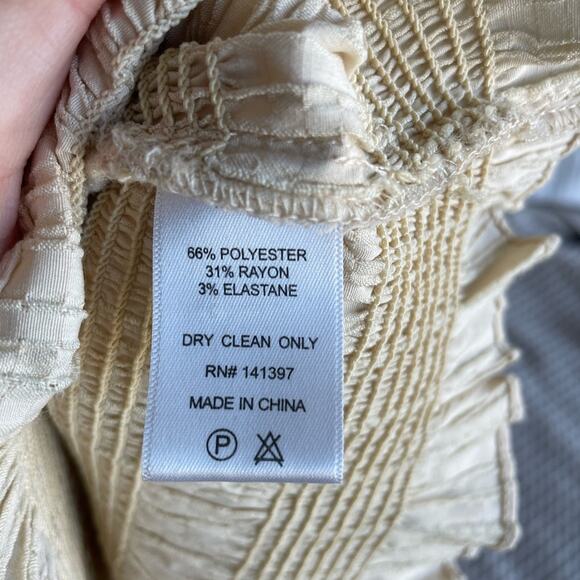 66% POLYESTER
31% RAYON
3% ELASTANE
DRY CLEAN ONLY
RN# 141397
MADE IN CHINA
P